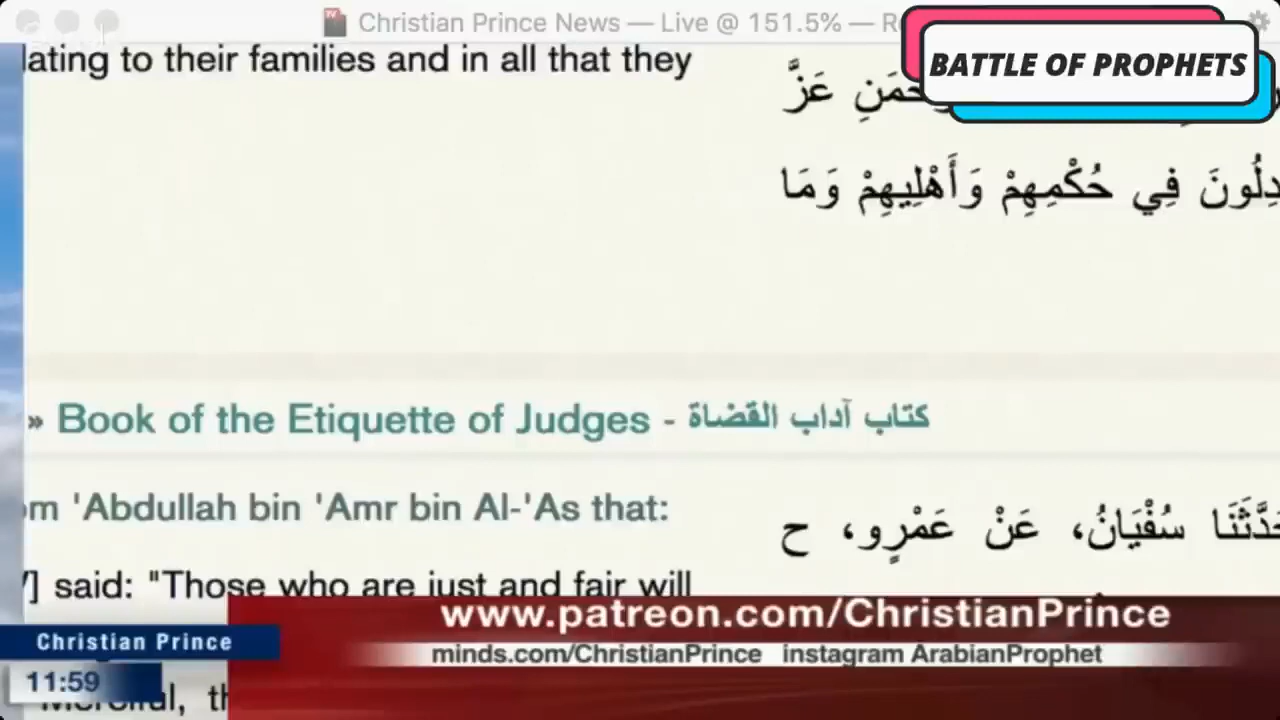 Christian Prince News — Live @ 151.5% —
BATTLE OF PROPHETS
lating to their families and in all that they
عَزَّ
فِي حُكْمِهِمْ وَأَهْلِيهِمْ وَمَا
» Book of the Etiquette of Judges - كتاب آداب القضاة
'Abdullah bin 'Amr bin Al-'As that:
سُفْيَانُ، عَنْ عَمْرٍو، ح
] said: "Those who are just and fair will
www.patreon.com/ChristianPrince
Christian Prince
minds.com/ChristianPrince instagram ArabianProphet
11:59